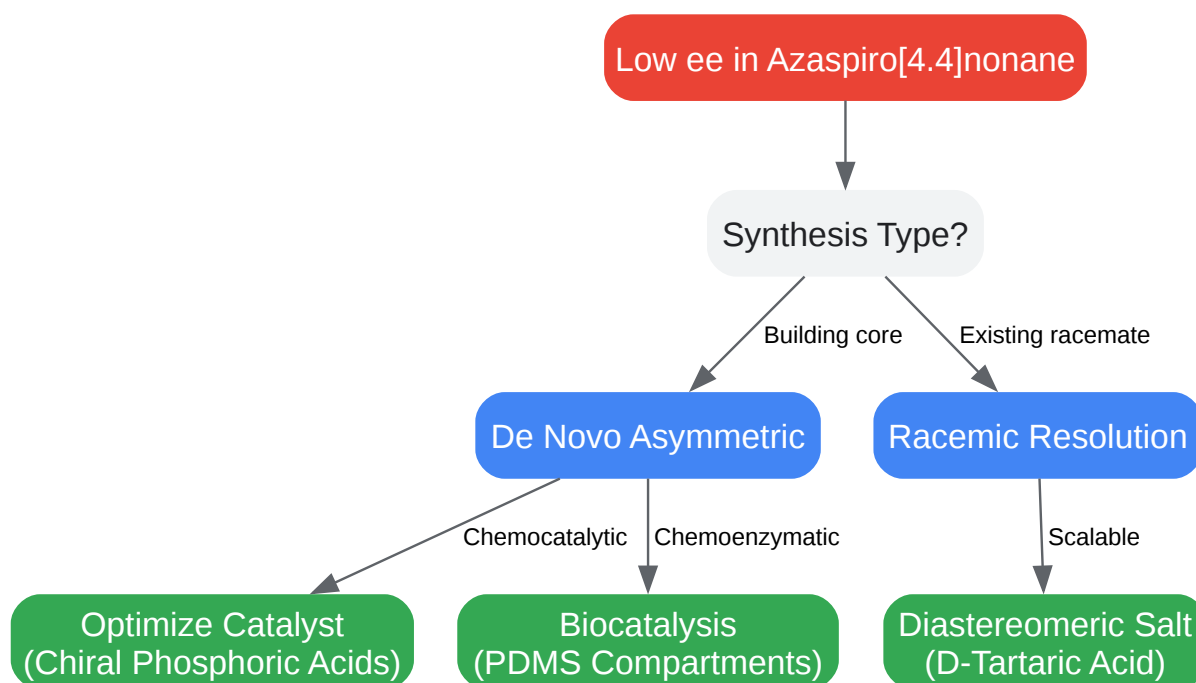 Low ee in Azaspiro[4.4]nonane
Synthesis Type?
Building core
Existing racemate
De Novo Asymmetric
Racemic Resolution
Chemocatalytic
Chemoenzymatic
Scalable
Optimize Catalyst
(Chiral Phosphoric Acids)
Biocatalysis
(PDMS Compartments)
Diastereomeric Salt
(D-Tartaric Acid)